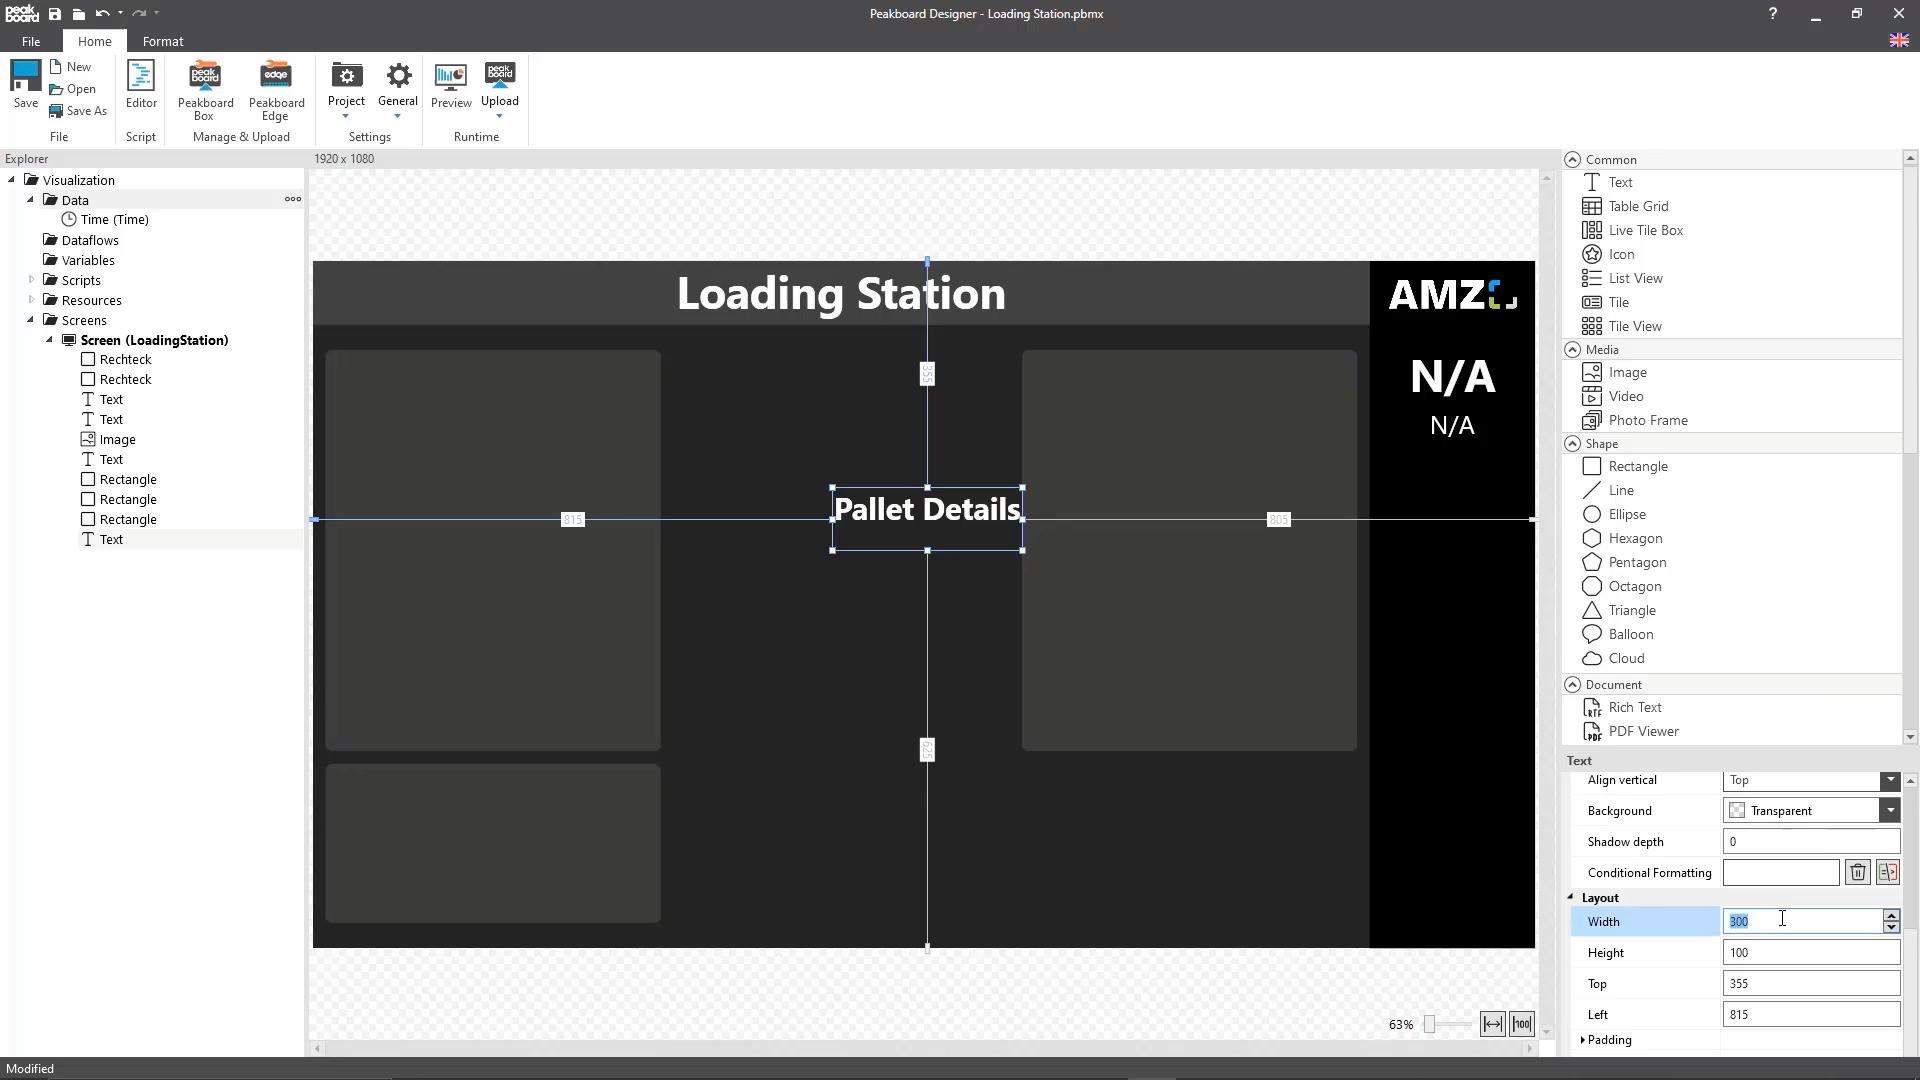 peak board
Peakboard Designer - Loading Station.pbmx
?
File
Home
Format
Save
New
Open
Save As
File
Editor
Script
Peakboard Box
Peakboard Edge
Manage & Upload
Project
General
Settings
Preview
Upload
Runtime
Explorer
1920 x 1080
Visualization
Data
Time (Time)
Dataflows
Variables
Scripts
Resources
Screens
Screen (LoadingStation)
Rechteck
Rechteck
Text
Text
Image
Text
Rectangle
Rectangle
Rectangle
Text
Loading Station
AMZ
N/A
N/A
355
Pallet Details
815
805
625
63%
100
Common
Text
Table Grid
Live Tile Box
Icon
List View
Tile
Tile View
Media
Image
Video
Photo Frame
Shape
Rectangle
Line
Ellipse
Hexagon
Pentagon
Octagon
Triangle
Balloon
Cloud
Document
Rich Text
PDF Viewer
Text
Align vertical Top
Background Transparent
Shadow depth 0
Conditional Formatting
Layout
Width 300
Height 100
Top 355
Left 815
Padding
Modified